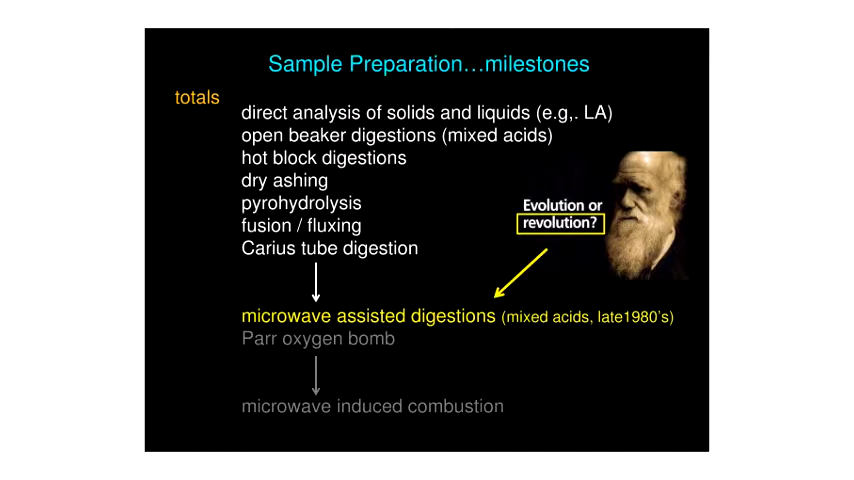 Sample Preparation…milestones
totals
direct analysis of solids and liquids (e.g,. LA)
open beaker digestions (mixed acids)
hot block digestions
dry ashing
pyrohydrolysis
fusion / fluxing
Carius tube digestion
Evolution or
revolution?
microwave assisted digestions (mixed acids, late1980's)
Parr oxygen bomb
microwave induced combustion